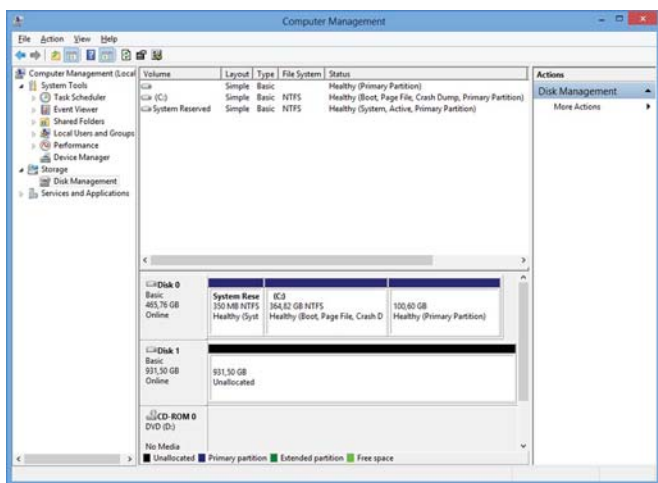 Computer Management
File Action View Help
Computer Management (Local
System Tools
Task Scheduler
Event Viewer
Shared Folders
Local Users and Groups
Performance
Device Manager
Storage
Disk Management
Services and Applications
Volume Layout Type File System Status
Simple Basic Healthy (Primary Partition)
(C:) Simple Basic NTFS Healthy (Boot, Page File, Crash Dump, Primary Partition)
System Reserved Simple Basic NTFS Healthy (System, Active, Primary Partition)
Actions
Disk Management
More Actions
Disk 0
Basic
465,76 GB
Online
System Rese
350 MB NTFS
Healthy (Syst
(C:)
364,82 GB NTFS
Healthy (Boot, Page File, Crash D
100,60 GB
Healthy (Primary Partition)
Disk 1
Basic
931,50 GB
Online
931,50 GB
Unallocated
CD-ROM 0
DVD (D:)
No Media
Unallocated Primary partition Extended partition Free space